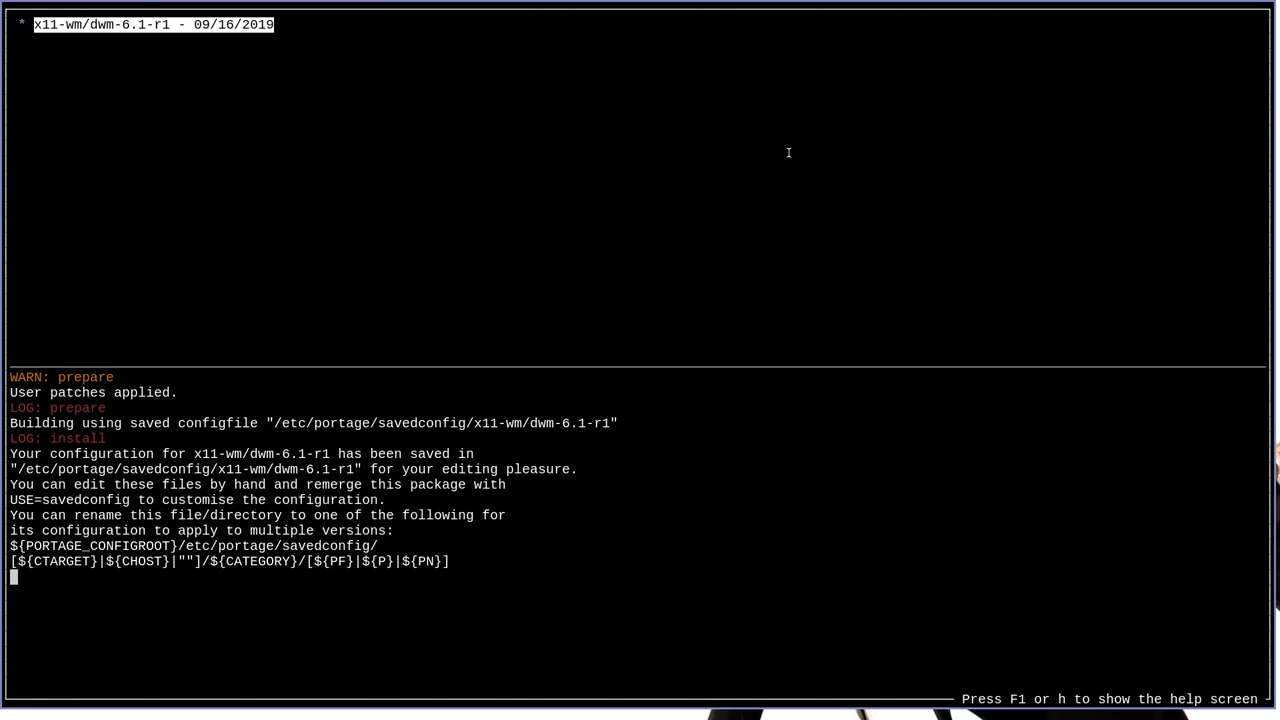 * x11-wm/dwm-6.1-r1 - 09/16/2019
WARN: prepare
User patches applied.
LOG: prepare
Building using saved configfile "/etc/portage/savedconfig/x11-wm/dwm-6.1-r1"
LOG: install
Your configuration for x11-wm/dwm-6.1-r1 has been saved in
"/etc/portage/savedconfig/x11-wm/dwm-6.1-r1" for your editing pleasure.
You can edit these files by hand and remerge this package with
USE=savedconfig to customise the configuration.
You can rename this file/directory to one of the following for
its configuration to apply to multiple versions:
${PORTAGE_CONFIGROOT}/etc/portage/savedconfig/
[${CTARGET}|${CHOST}|""]/${CATEGORY}/[${PF}|${P}|${PN}]
Press F1 or h to show the help screen